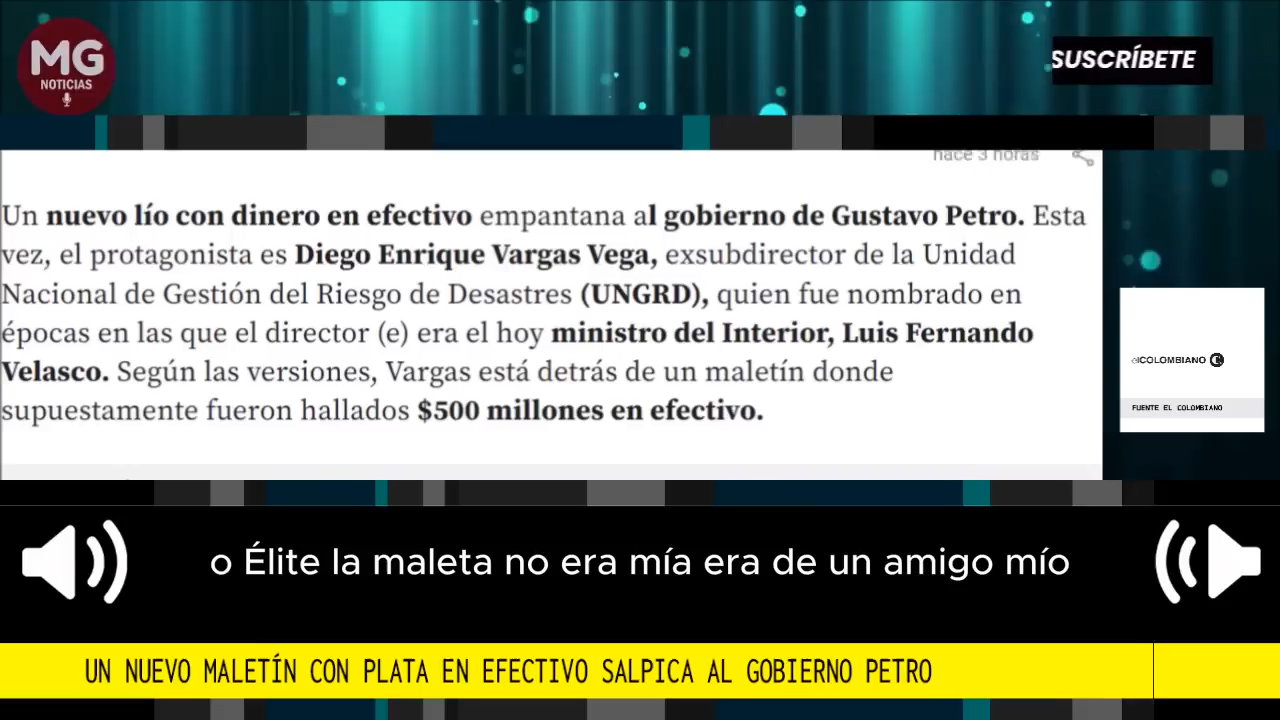 MG
NOTICIAS
SUSCRÍBETE
hace 3 horas
Un nuevo lío con dinero en efectivo empantana al gobierno de Gustavo Petro. Esta
vez, el protagonista es Diego Enrique Vargas Vega, exsubdirector de la Unidad
Nacional de Gestión del Riesgo de Desastres (UNGRD), quien fue nombrado en
épocas en las que el director (e) era el hoy ministro del Interior, Luis Fernando
Velasco. Según las versiones, Vargas está detrás de un maletín donde
supuestamente fueron hallados $500 millones en efectivo.
elCOLOMBIANO C
FUENTE EL COLOMBIANO
o Élite la maleta no era mía era de un amigo mío
UN NUEVO MALETÍN CON PLATA EN EFECTIVO SALPICA AL GOBIERNO PETRO